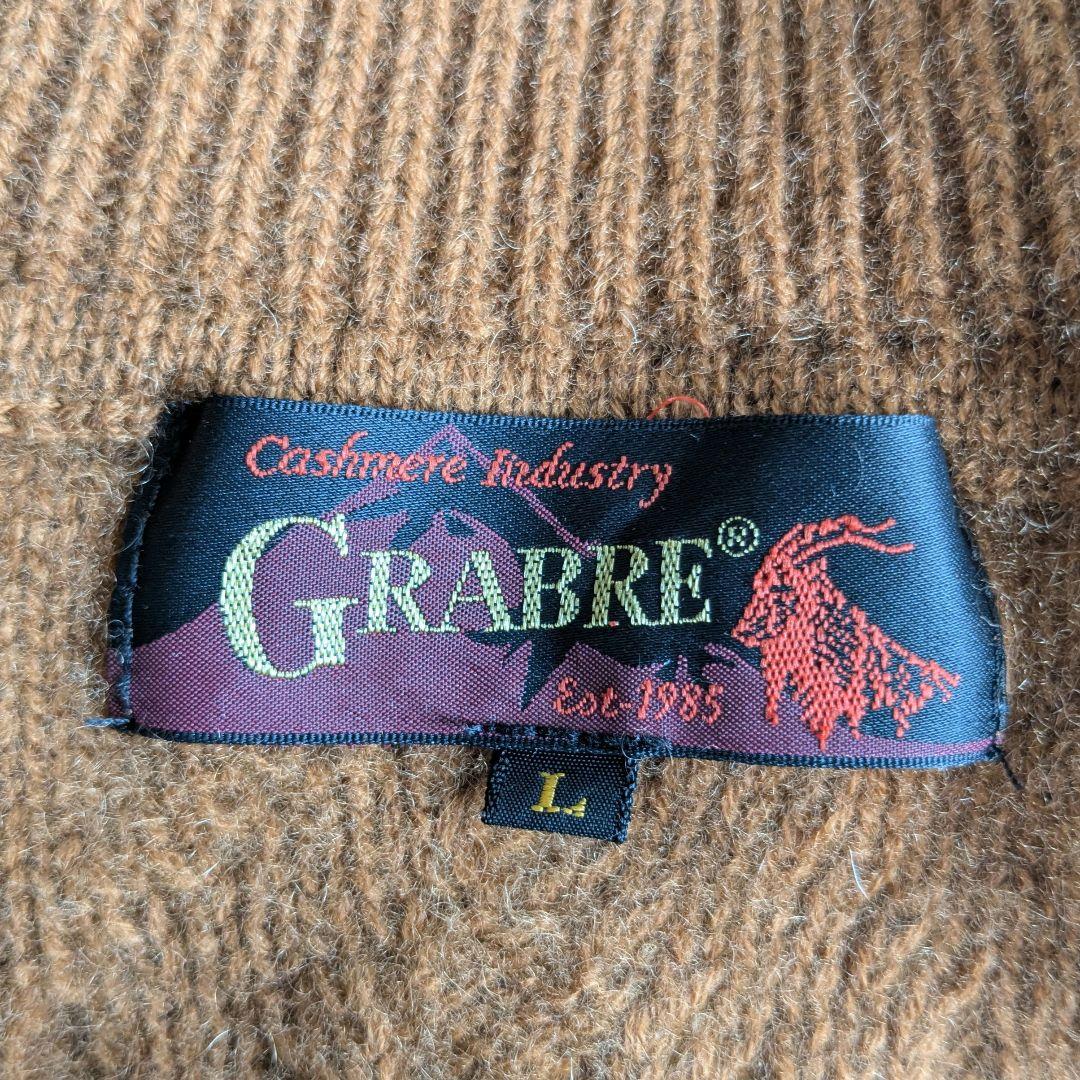 Cashmere Industry
GRABRE®
Est-1985
L